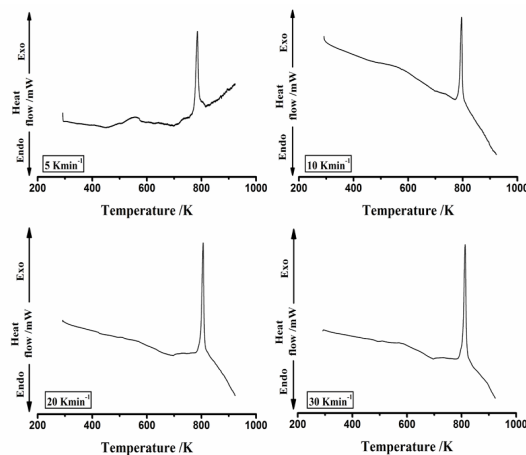 Exo
Heat
flow /mW
Endo
5 Kmin⁻¹
200 400 600 800 1000
Temperature /K
Exo
Heat
flow /mW
Endo
10 Kmin⁻¹
200 400 600 800 1000
Temperature /K
Exo
Heat
flow /mW
Endo
20 Kmin⁻¹
200 400 600 800 1000
Temperature /K
Exo
Heat
flow /mW
Endo
30 Kmin⁻¹
200 400 600 800 1000
Temperature /K